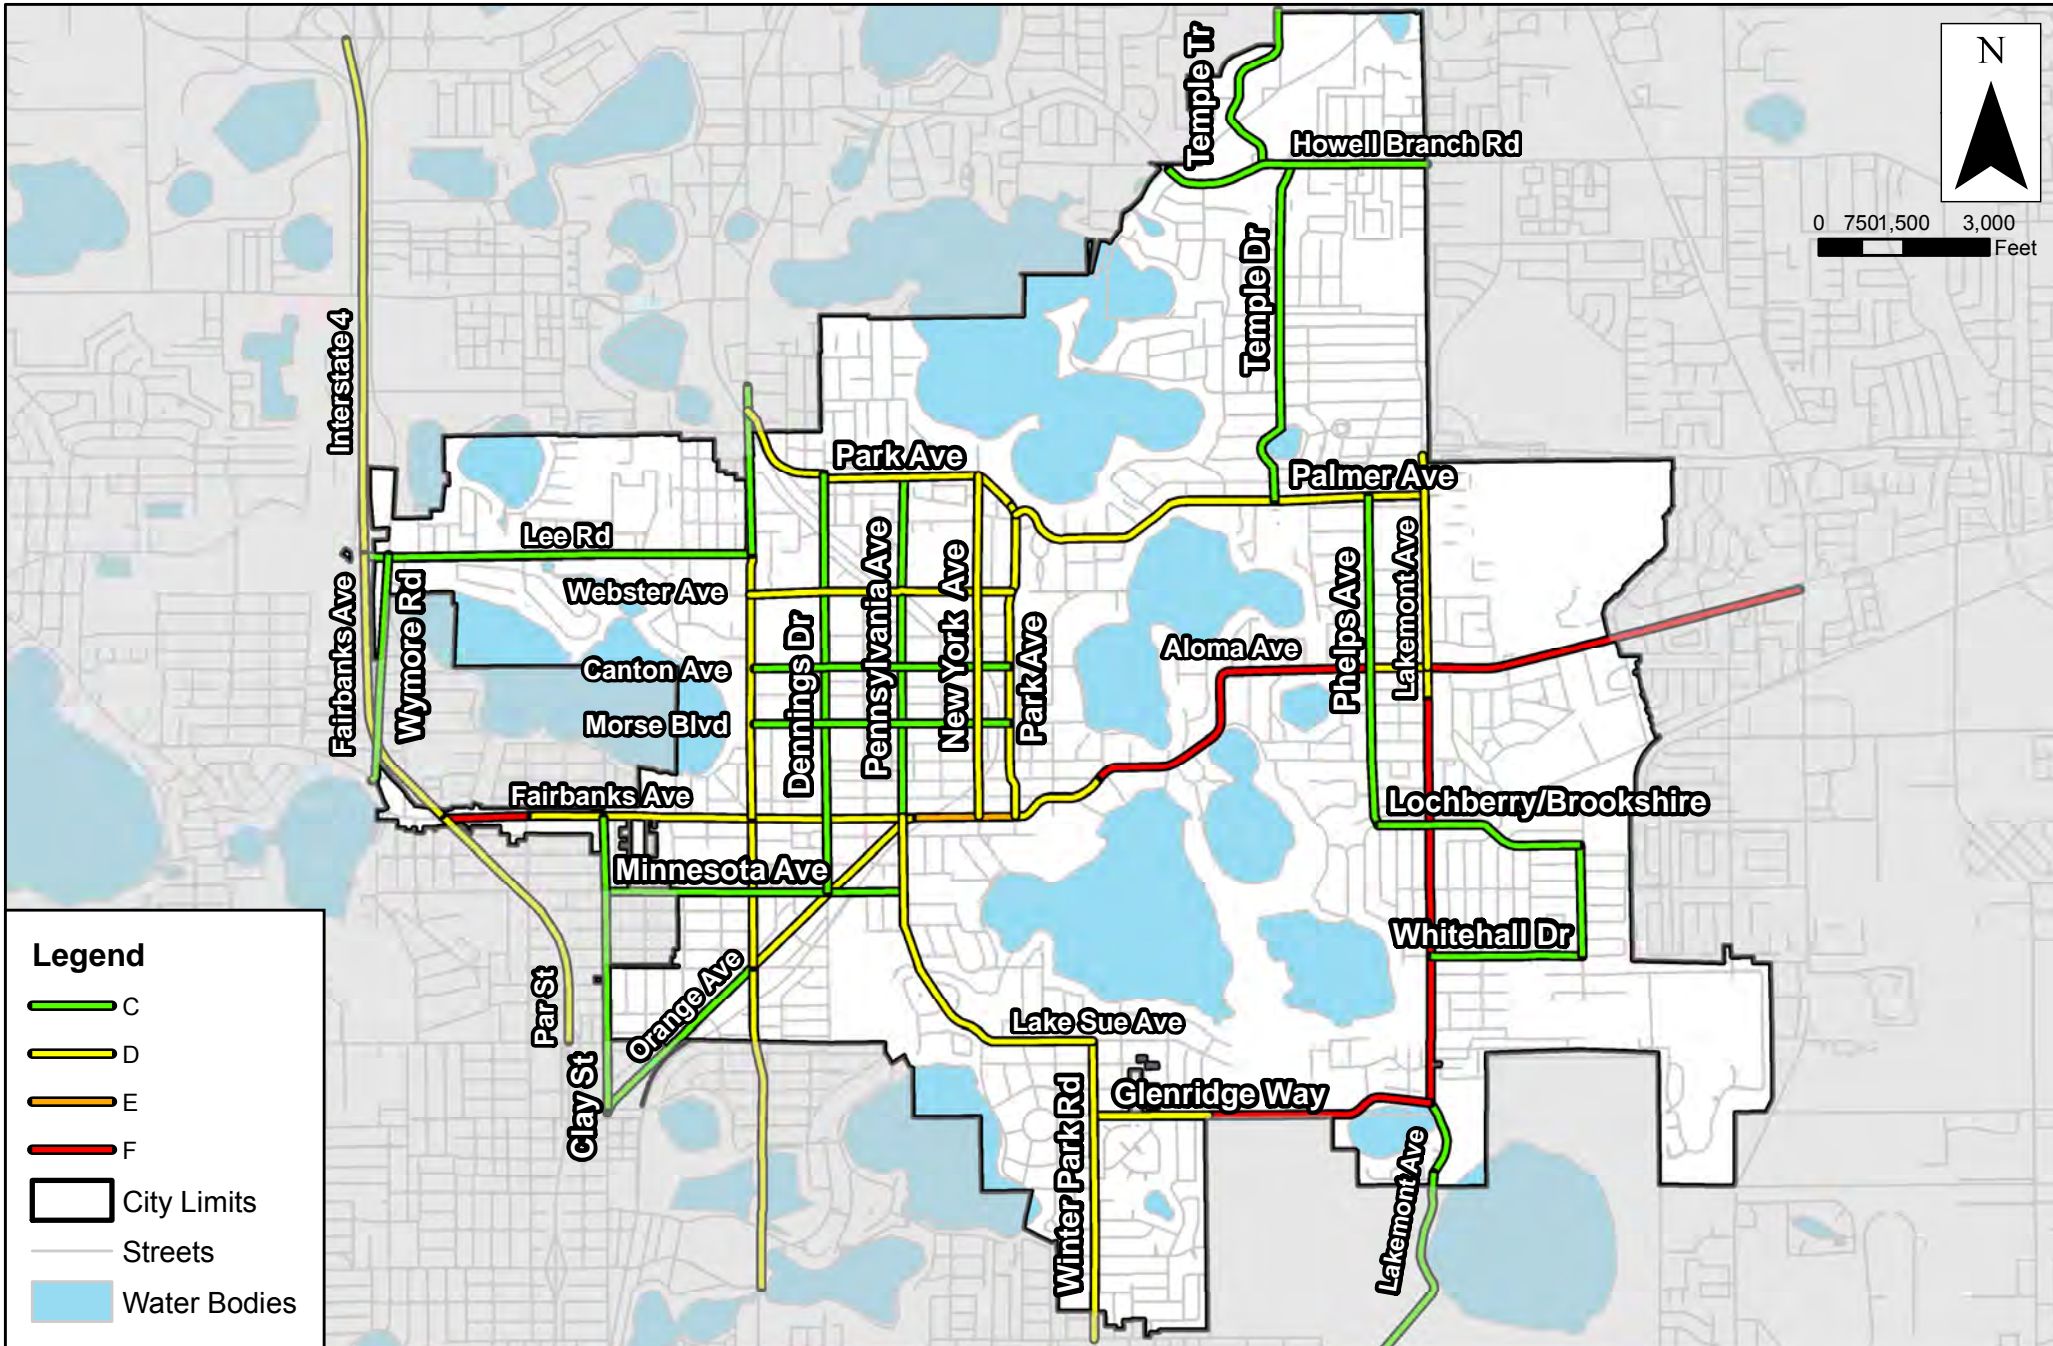 N
0 7501,500 3,000
Feet
Temple Tr
Howell Branch Rd
Temple Dr
Interstate 4
Park Ave
Palmer Ave
Lee Rd
Webster Ave
Fairbanks Ave
Wymore Rd
Canton Ave
Morse Blvd
Dennings Dr
Pennsylvania Ave
New York Ave
Park Ave
Aloma Ave
Phelps Ave
Lakemont Ave
Fairbanks Ave
Lochberry/Brookshire
Minnesota Ave
Whitehall Dr
Par St
Orange Ave
Clay St
Lake Sue Ave
Winter Park Rd
Glenridge Way
Lakemont Ave
Legend
C
D
E
F
City Limits
Streets
Water Bodies